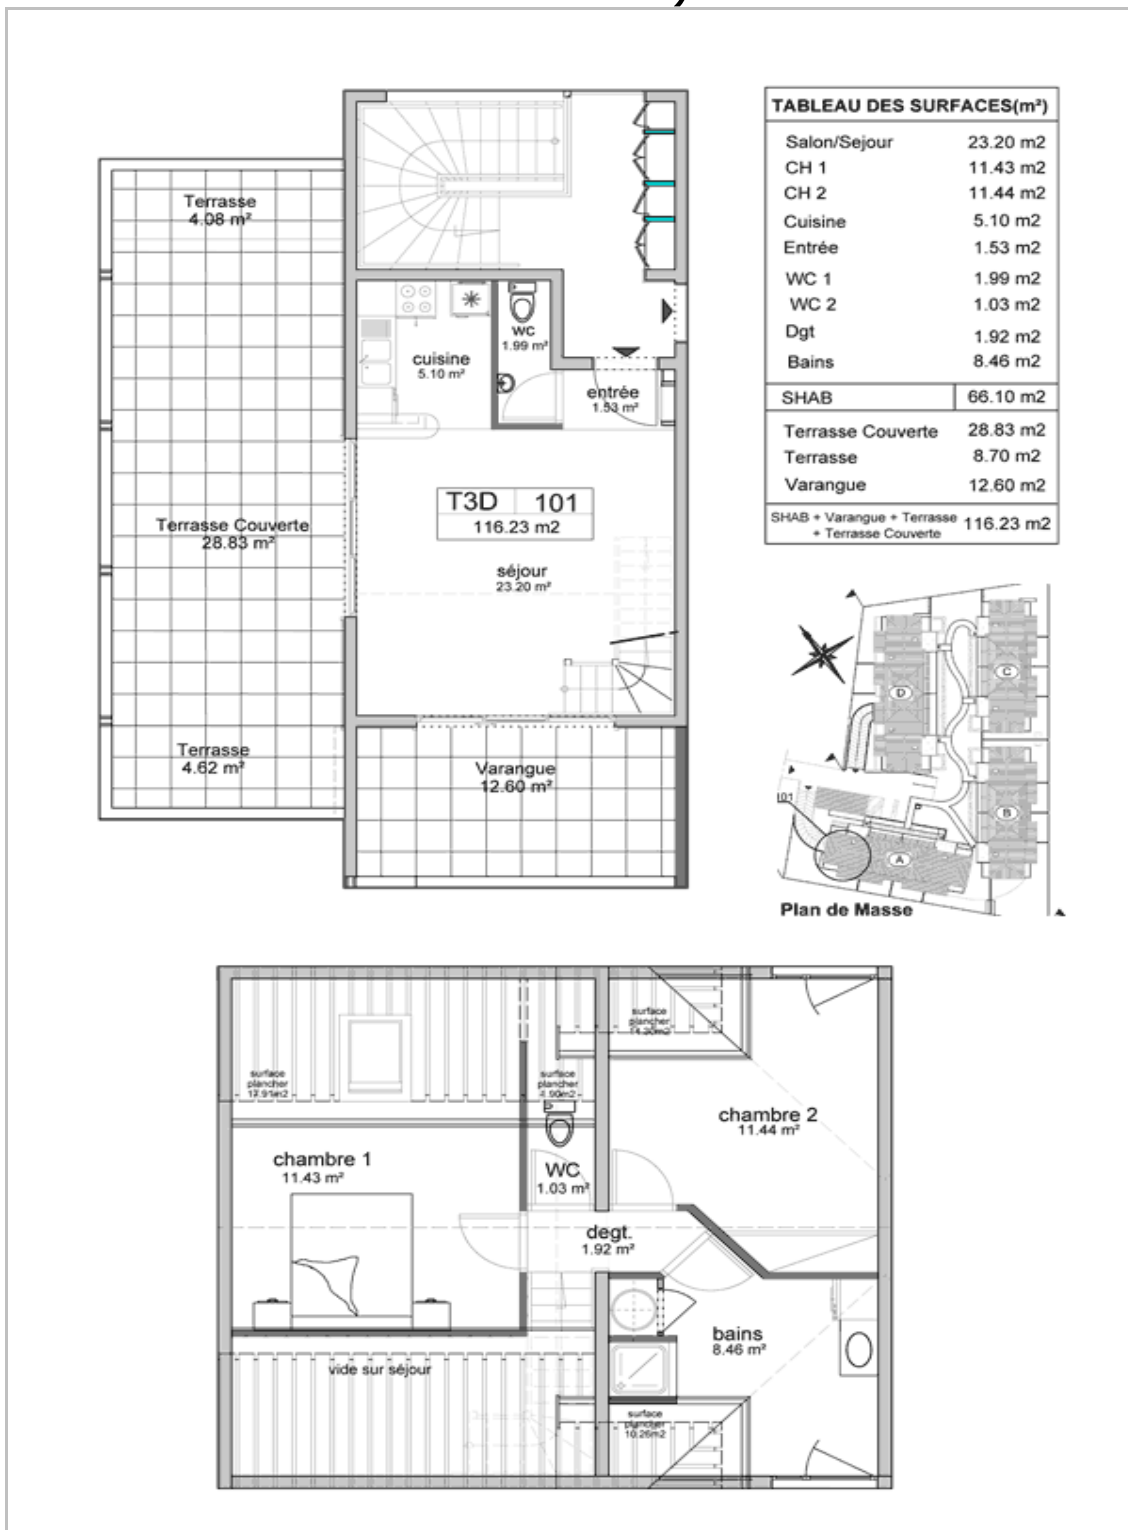 TABLEAU DES SURFACES(m²)
Salon/Sejour 23.20 m2
CH 1 11.43 m2
CH 2 11.44 m2
Cuisine 5.10 m2
Entrée 1.53 m2
WC 1 1.99 m2
WC 2 1.03 m2
Dgt 1.92 m2
Bains 8.46 m2
SHAB 66.10 m2
Terrasse Couverte 28.83 m2
Terrasse 8.70 m2
Varangue 12.60 m2
SHAB + Varangue + Terrasse
+ Terrasse Couverte 116.23 m2
Terrasse
4.08 m²
WC
1.99 m²
cuisine
5.10 m²
entrée
1.53 m²
T3D 101
116.23 m2
Terrasse Couverte
28.83 m²
séjour
23.20 m²
Terrasse
4.62 m²
Varangue
12.60 m²
D
C
B
A
101
Plan de Masse
surface
plancher
surface
plancher
17.91m2
surface
plancher
1.90m2
chambre 2
11.44 m²
chambre 1
11.43 m²
WC
1.03 m²
degt.
1.92 m²
bains
8.46 m²
vide sur séjour
surface
plancher
10.26m2